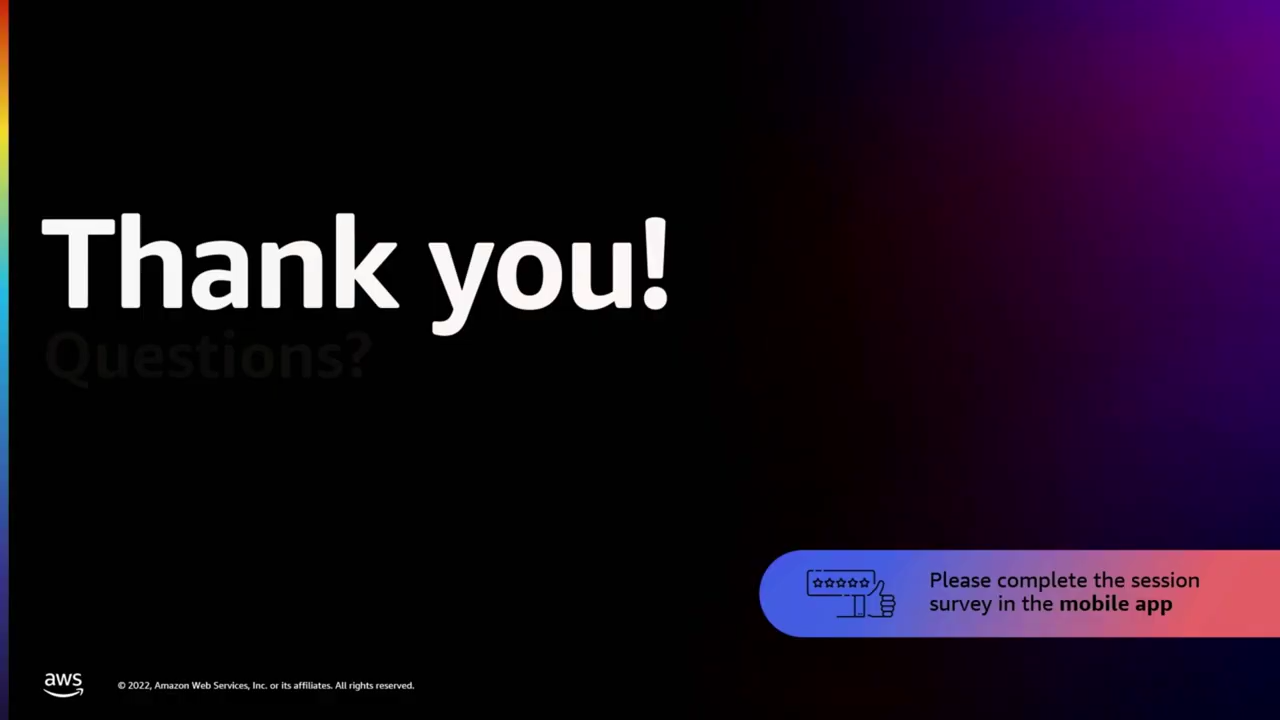 Thank you!
Questions?
Please complete the session
survey in the mobile app
aws
© 2022, Amazon Web Services, Inc. or its affiliates. All rights reserved.